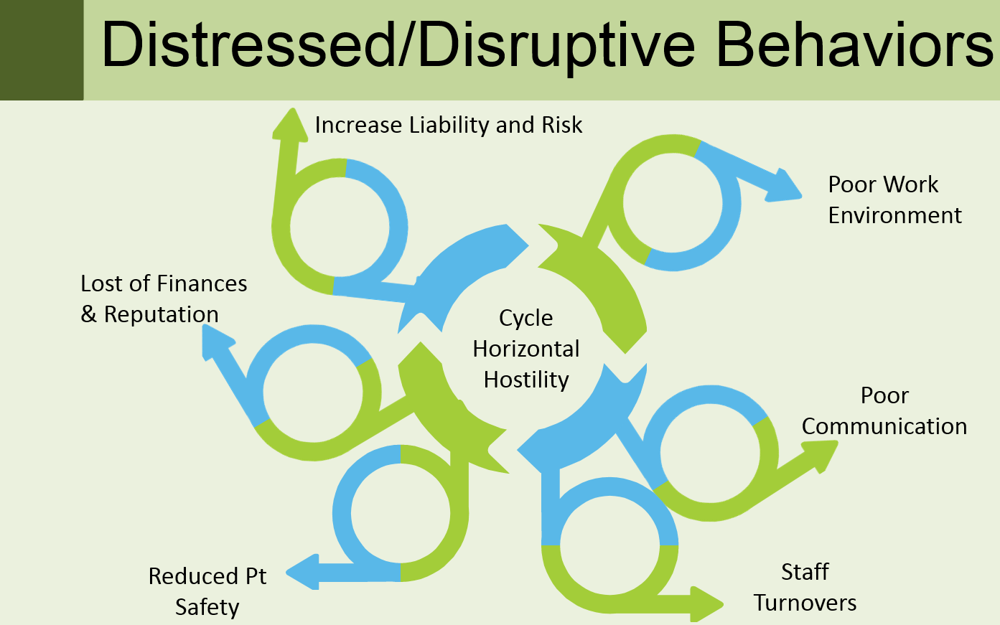 Distressed/Disruptive Behaviors
Increase Liability and Risk
Poor Work
Environment
Lost of Finances
& Reputation
Cycle
Horizontal
Hostility
Poor
Communication
Reduced Pt
Safety
Staff
Turnovers